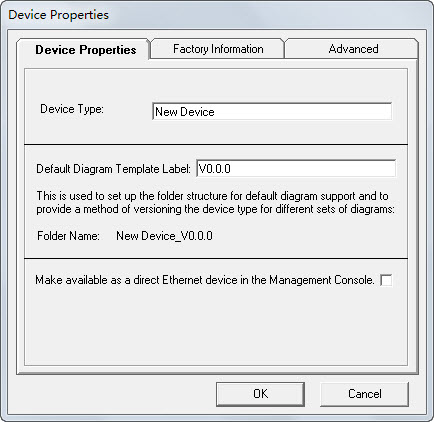 Device Properties
Device Properties
Factory Information
Advanced
Device Type:
New Device
Default Diagram Template Label:
V0.0.0
This is used to set up the folder structure for default diagram support and to
provide a method of versioning the device type for different sets of diagrams:
Folder Name: New Device_V0.0.0
Make available as a direct Ethernet device in the Management Console.
OK
Cancel